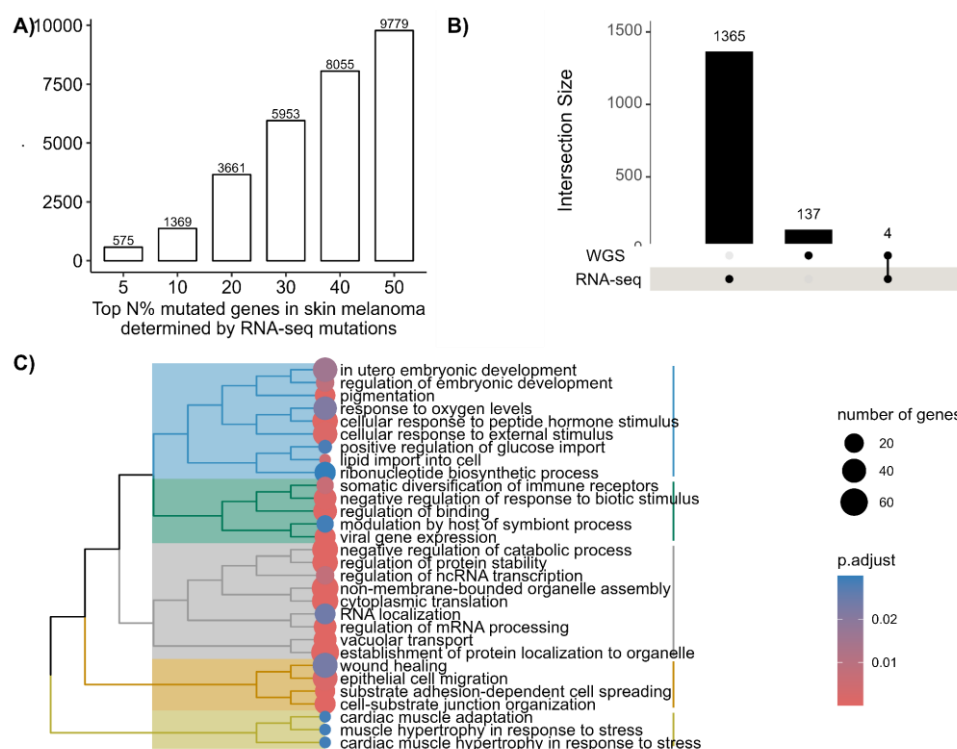 A)
10000
7500
5000
2500
0
575
1369
3661
5953
8055
9779
5
10
20
30
40
50
Top N% mutated genes in skin melanoma
determined by RNA-seq mutations
B)
Intersection Size
1500
1000
500
0
1365
137
4
WGS
RNA-seq
C)
in utero embryonic development
regulation of embryonic development
pigmentation
response to oxygen levels
cellular response to peptide hormone stimulus
cellular response to external stimulus
positive regulation of glucose import
lipid import into cell
ribonucleotide biosynthetic process
somatic diversification of immune receptors
negative regulation of response to biotic stimulus
regulation of binding
modulation by host of symbiont process
viral gene expression
negative regulation of catabolic process
regulation of protein stability
regulation of ncRNA transcription
non-membrane-bounded organelle assembly
cytoplasmic translation
RNA localization
regulation of mRNA processing
vacuolar transport
establishment of protein localization to organelle
wound healing
epithelial cell migration
substrate adhesion-dependent cell spreading
cell-substrate junction organization
cardiac muscle adaptation
muscle hypertrophy in response to stress
cardiac muscle hypertrophy in response to stress
number of genes
20
40
60
p.adjust
0.02
0.01